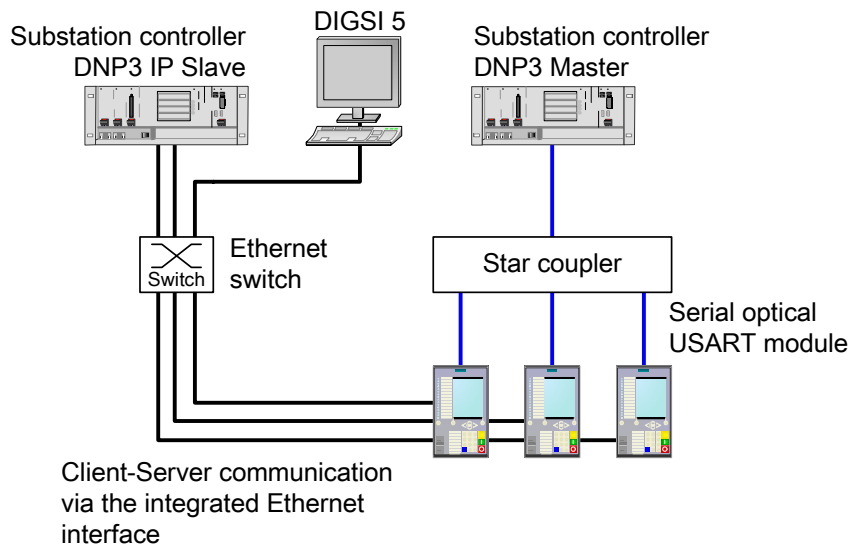 DIGSI 5
Substation controller
DNP3 IP Slave
Substation controller
DNP3 Master
Switch
Ethernet
switch
Star coupler
Serial optical
USART module
Client-Server communication
via the integrated Ethernet
interface